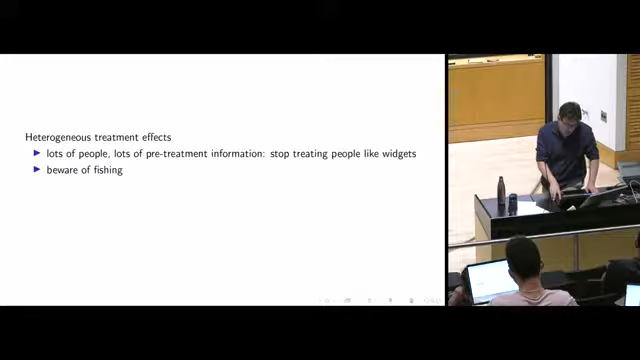 Heterogeneous treatment effects
lots of people, lots of pre-treatment information: stop treating people like widgets
beware of fishing